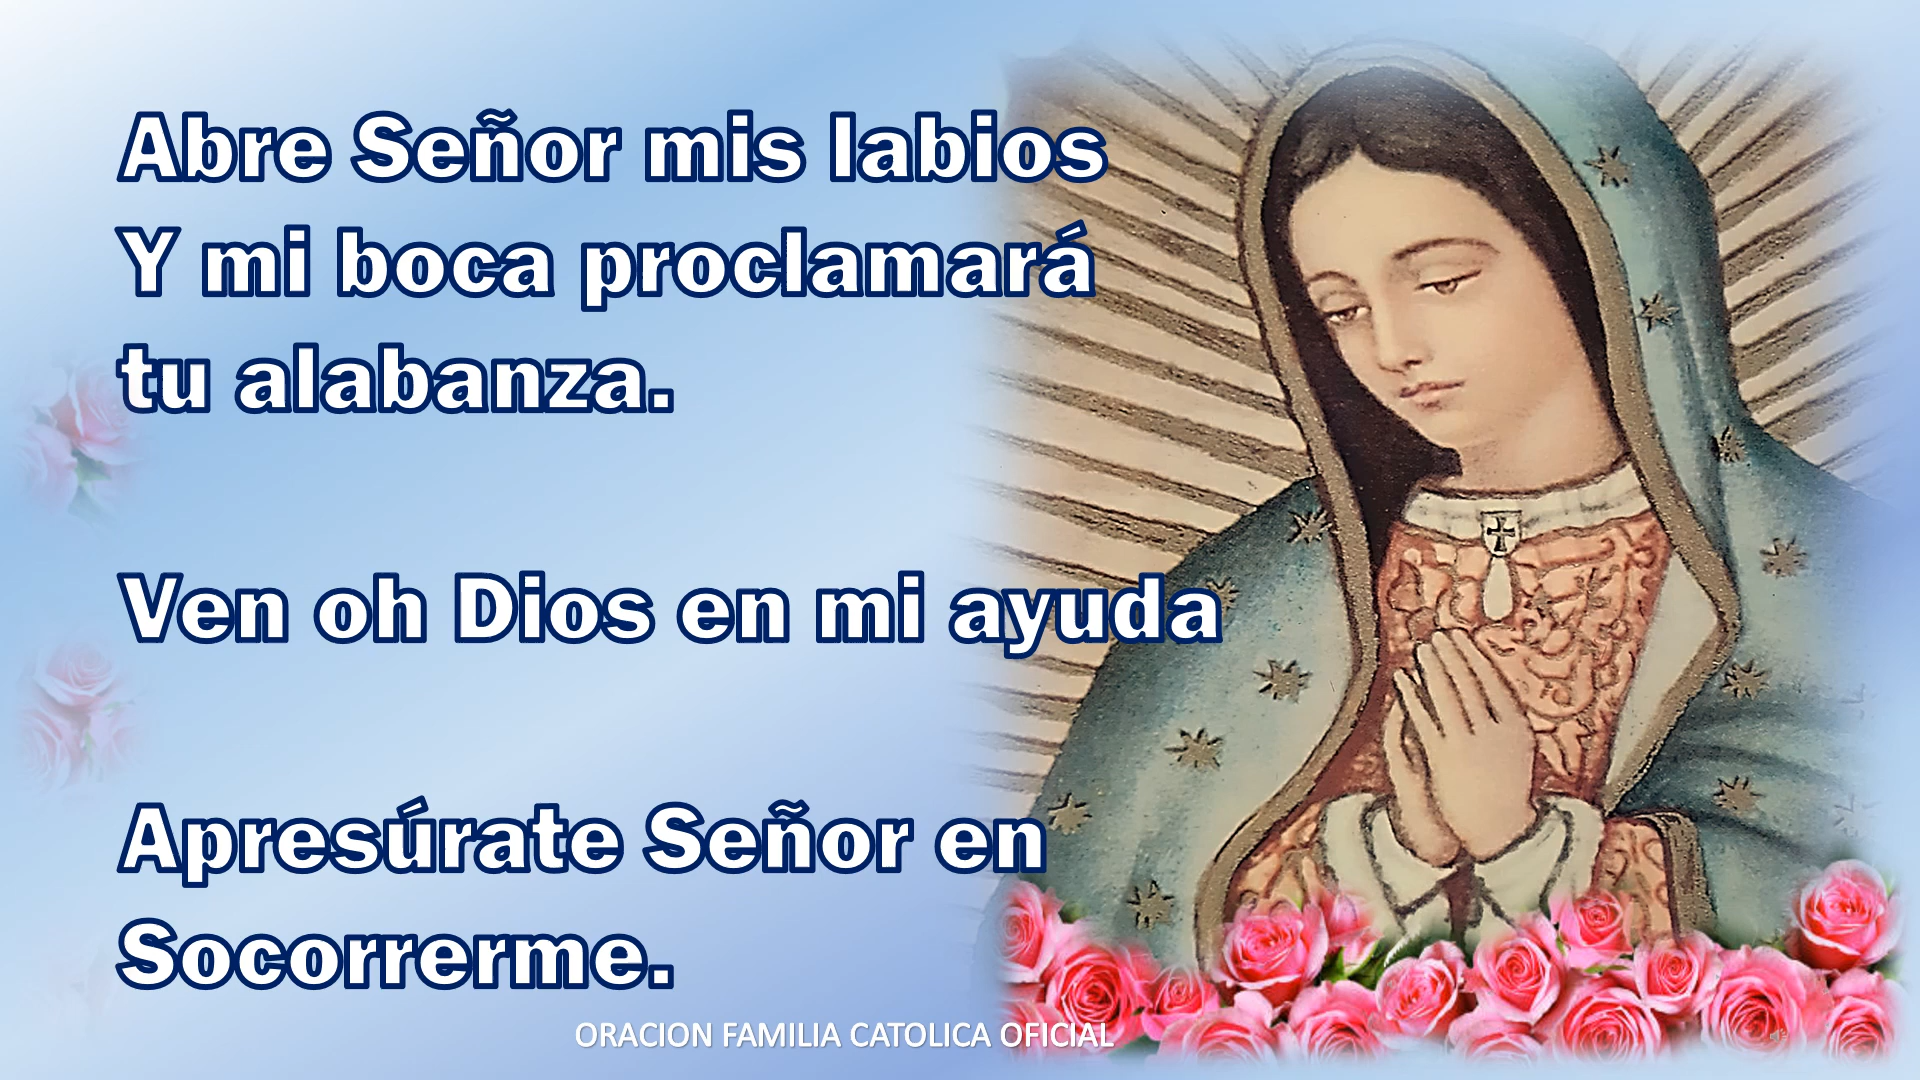 Abre Señor mis labios
Y mi boca proclamará
tu alabanza.
Ven oh Dios en mi ayuda
Apresúrate Señor en
Socorrerme.
ORACION FAMILIA CATOLICA OFICIAL